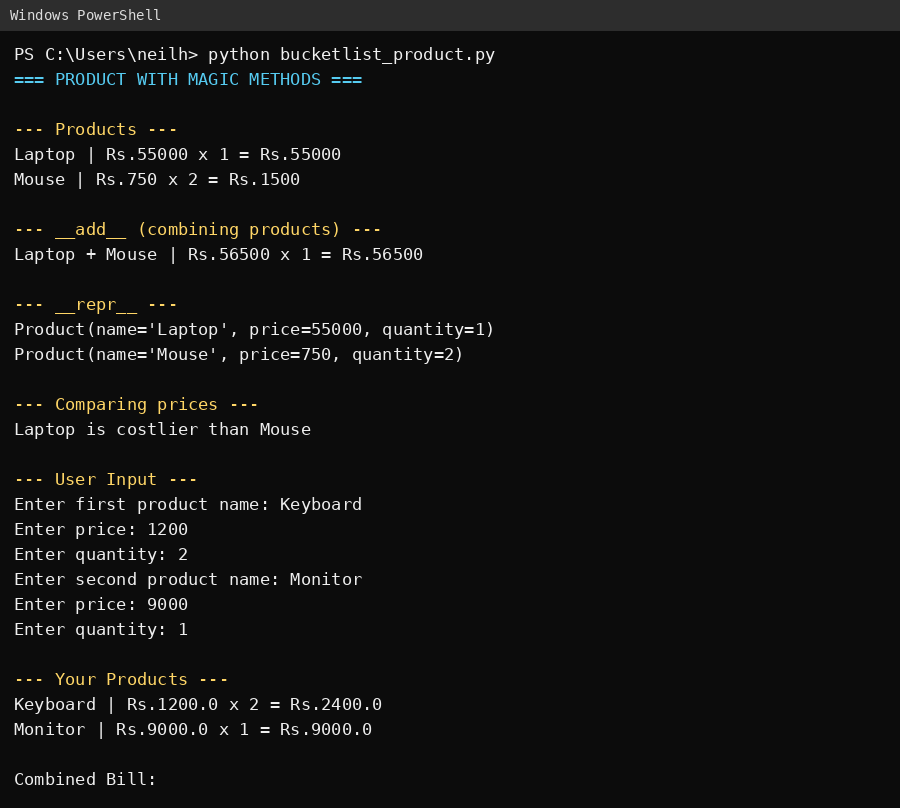 Windows PowerShell
PS C:\Users\neilh> python bucketlist_product.py
=== PRODUCT WITH MAGIC METHODS ===
--- Products ---
Laptop | Rs.55000 x 1 = Rs.55000
Mouse | Rs.750 x 2 = Rs.1500
--- __add__ (combining products) ---
Laptop + Mouse | Rs.56500 x 1 = Rs.56500
--- __repr__ ---
Product(name='Laptop', price=55000, quantity=1)
Product(name='Mouse', price=750, quantity=2)
--- Comparing prices ---
Laptop is costlier than Mouse
--- User Input ---
Enter first product name: Keyboard
Enter price: 1200
Enter quantity: 2
Enter second product name: Monitor
Enter price: 9000
Enter quantity: 1
--- Your Products ---
Keyboard | Rs.1200.0 x 2 = Rs.2400.0
Monitor | Rs.9000.0 x 1 = Rs.9000.0
Combined Bill: